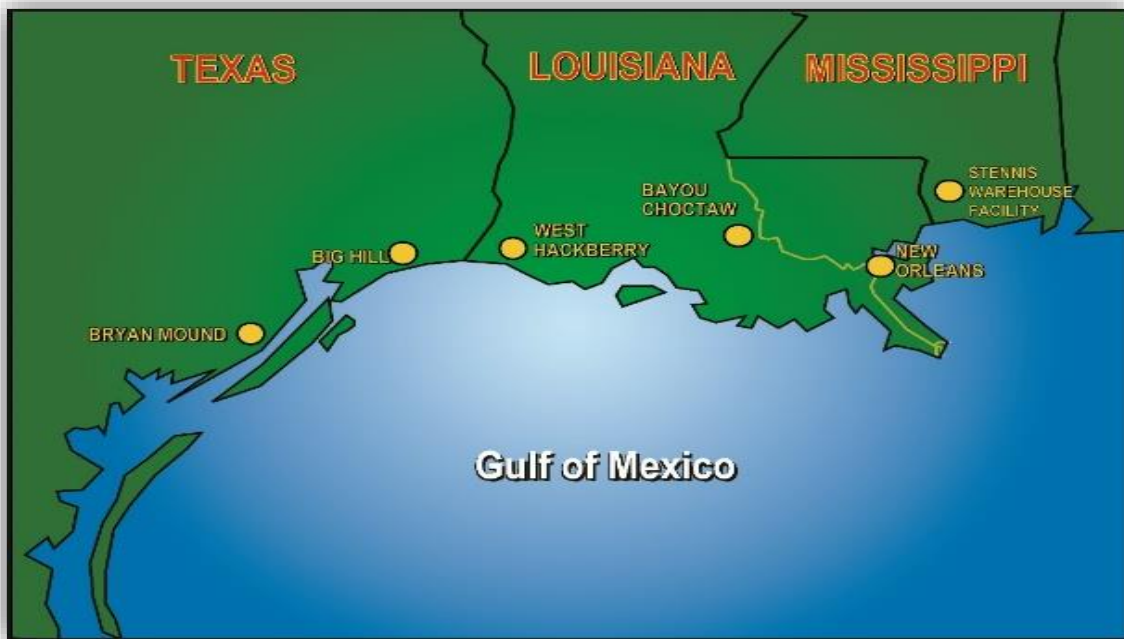 TEXAS
LOUISIANA
MISSISSIPPI
STENNIS
WAREHOUSE
FACILITY
BAYOU
CHOCTAW
WEST
HACKBERRY
BIG HILL
NEW
ORLEANS
BRYAN MOUND
Gulf of Mexico